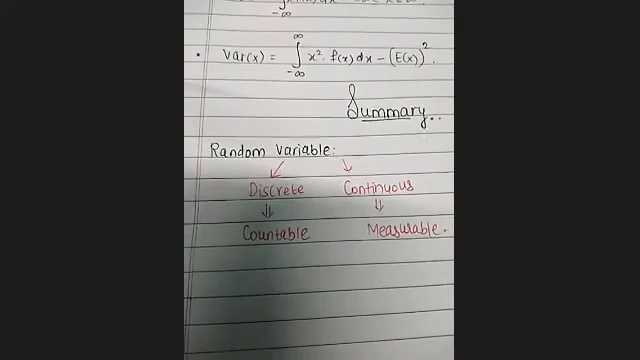 • Var(x) = ∫_{-∞}^{∞} x². f(x) dx - (E(x))².
Summary..
Random Variable:
Discrete Continuous
Countable Measurable.